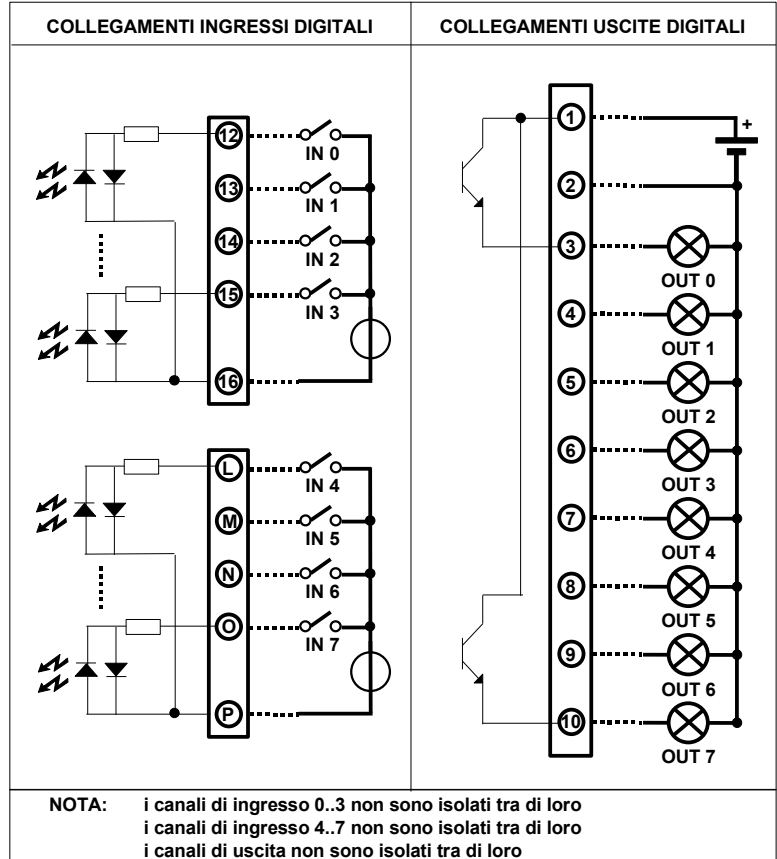 COLLEGAMENTI INGRESSI DIGITALI
12
IN 0
13
IN 1
14
IN 2
15
IN 3
16
L
IN 4
M
IN 5
N
IN 6
O
IN 7
P
COLLEGAMENTI USCITE DIGITALI
1
+
2
3
OUT 0
4
OUT 1
5
OUT 2
6
OUT 3
7
OUT 4
8
OUT 5
9
OUT 6
10
OUT 7
NOTA: i canali di ingresso 0..3 non sono isolati tra di loro
i canali di ingresso 4..7 non sono isolati tra di loro
i canali di uscita non sono isolati tra di loro